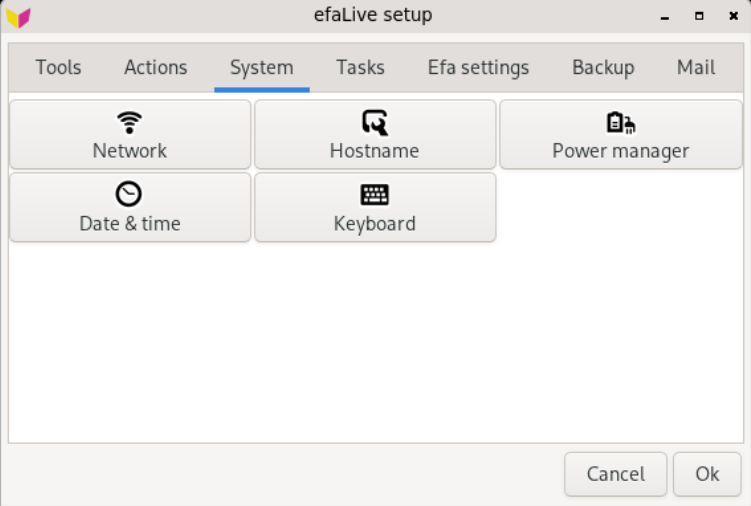 efaLive setup
Tools Actions System Tasks Efa settings Backup Mail
Network Hostname Power manager
Date & time Keyboard
Cancel Ok